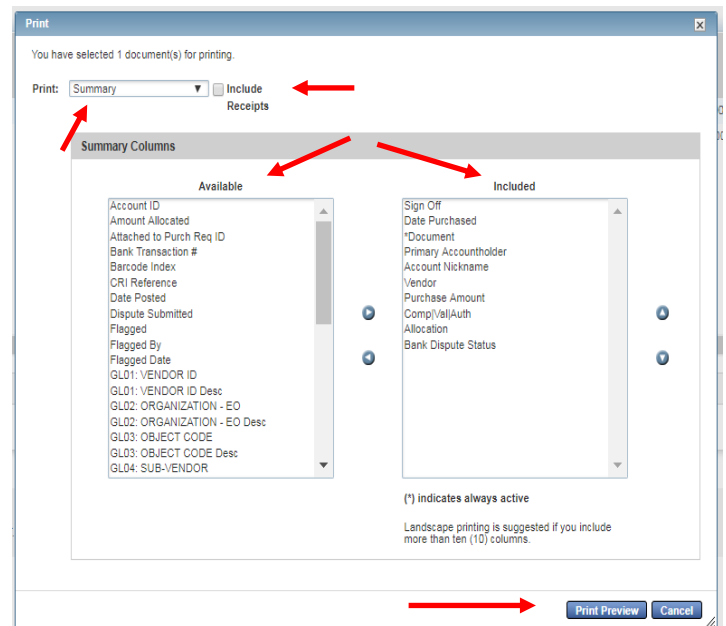 Print
You have selected 1 document(s) for printing.
Print: Summary Include
Receipts
Summary Columns
Available
Account ID
Amount Allocated
Attached to Purch Req ID
Bank Transaction #
Barcode Index
CRI Reference
Date Posted
Dispute Submitted
Flagged
Flagged By
Flagged Date
GL01: VENDOR ID
GL01: VENDOR ID Desc
GL02: ORGANIZATION - EO
GL02: ORGANIZATION - EO Desc
GL03: OBJECT CODE
GL03: OBJECT CODE Desc
GL04: SUB-VENDOR
Included
Sign Off
Date Purchased
*Document
Primary Accountholder
Account Nickname
Vendor
Purchase Amount
Comp|Val|Auth
Allocation
Bank Dispute Status
(*) indicates always active
Landscape printing is suggested if you include
more than ten (10) columns.
Print Preview Cancel